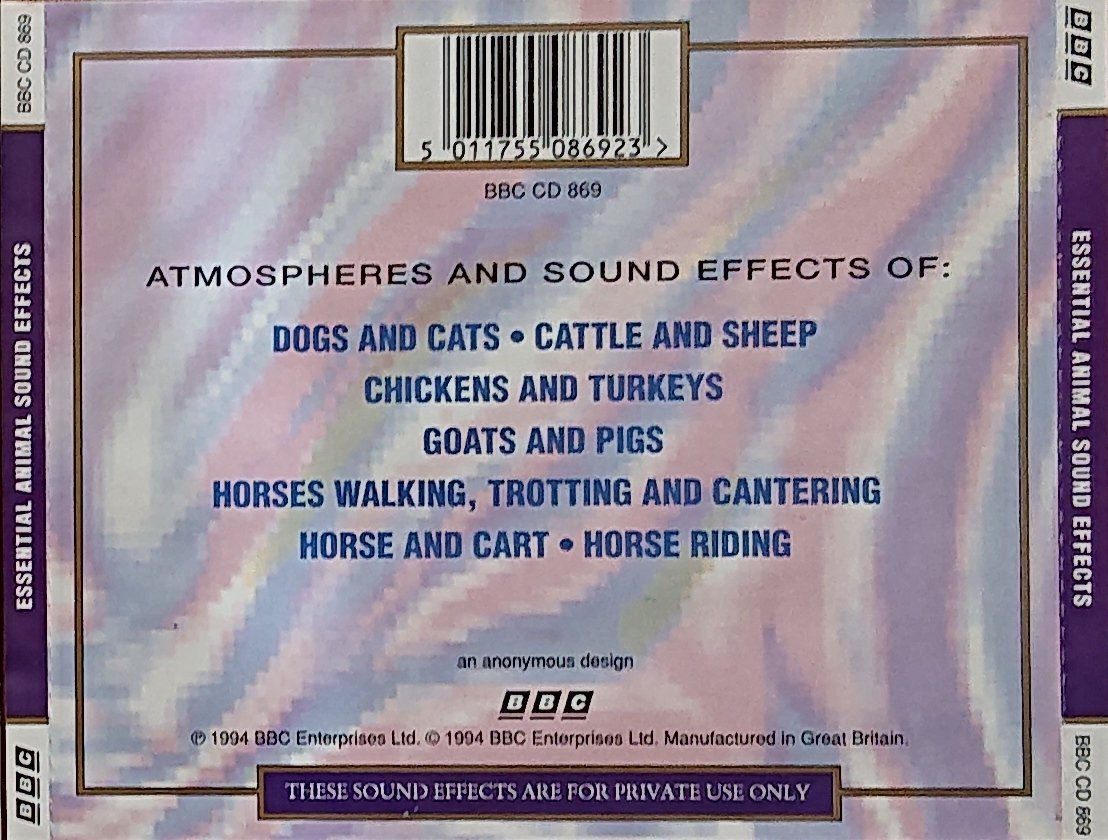 BBC CD 869
ESSENTIAL ANIMAL SOUND EFFECTS
BBC
5 011755 086923 >
BBC CD 869
ATMOSPHERES AND SOUND EFFECTS OF:
DOGS AND CATS • CATTLE AND SHEEP
CHICKENS AND TURKEYS
GOATS AND PIGS
HORSES WALKING, TROTTING AND CANTERING
HORSE AND CART • HORSE RIDING
an anonymous design
BBC
℗ 1994 BBC Enterprises Ltd. © 1994 BBC Enterprises Ltd. Manufactured in Great Britain.
THESE SOUND EFFECTS ARE FOR PRIVATE USE ONLY
BBC
ESSENTIAL ANIMAL SOUND EFFECTS
BBC CD 869